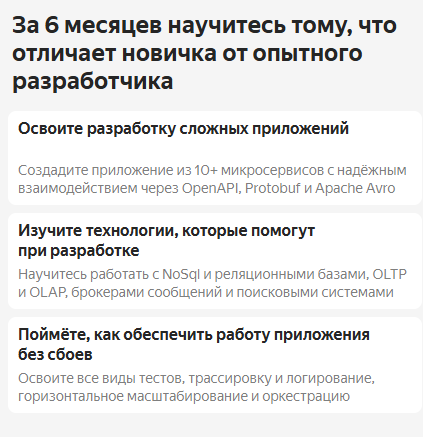 За 6 месяцев научитесь тому, что
отличает новичка от опытного
разработчика
Освоите разработку сложных приложений
Создадите приложение из 10+ микросервисов с надёжным
взаимодействием через OpenAPI, Protobuf и Apache Avro
Изучите технологии, которые помогут
при разработке
Научитесь работать с NoSql и реляционными базами, OLTP
и OLAP, брокерами сообщений и поисковыми системами
Поймёте, как обеспечить работу приложения
без сбоев
Освоите все виды тестов, трассировку и логирование,
горизонтальное масштабирование и оркестрацию